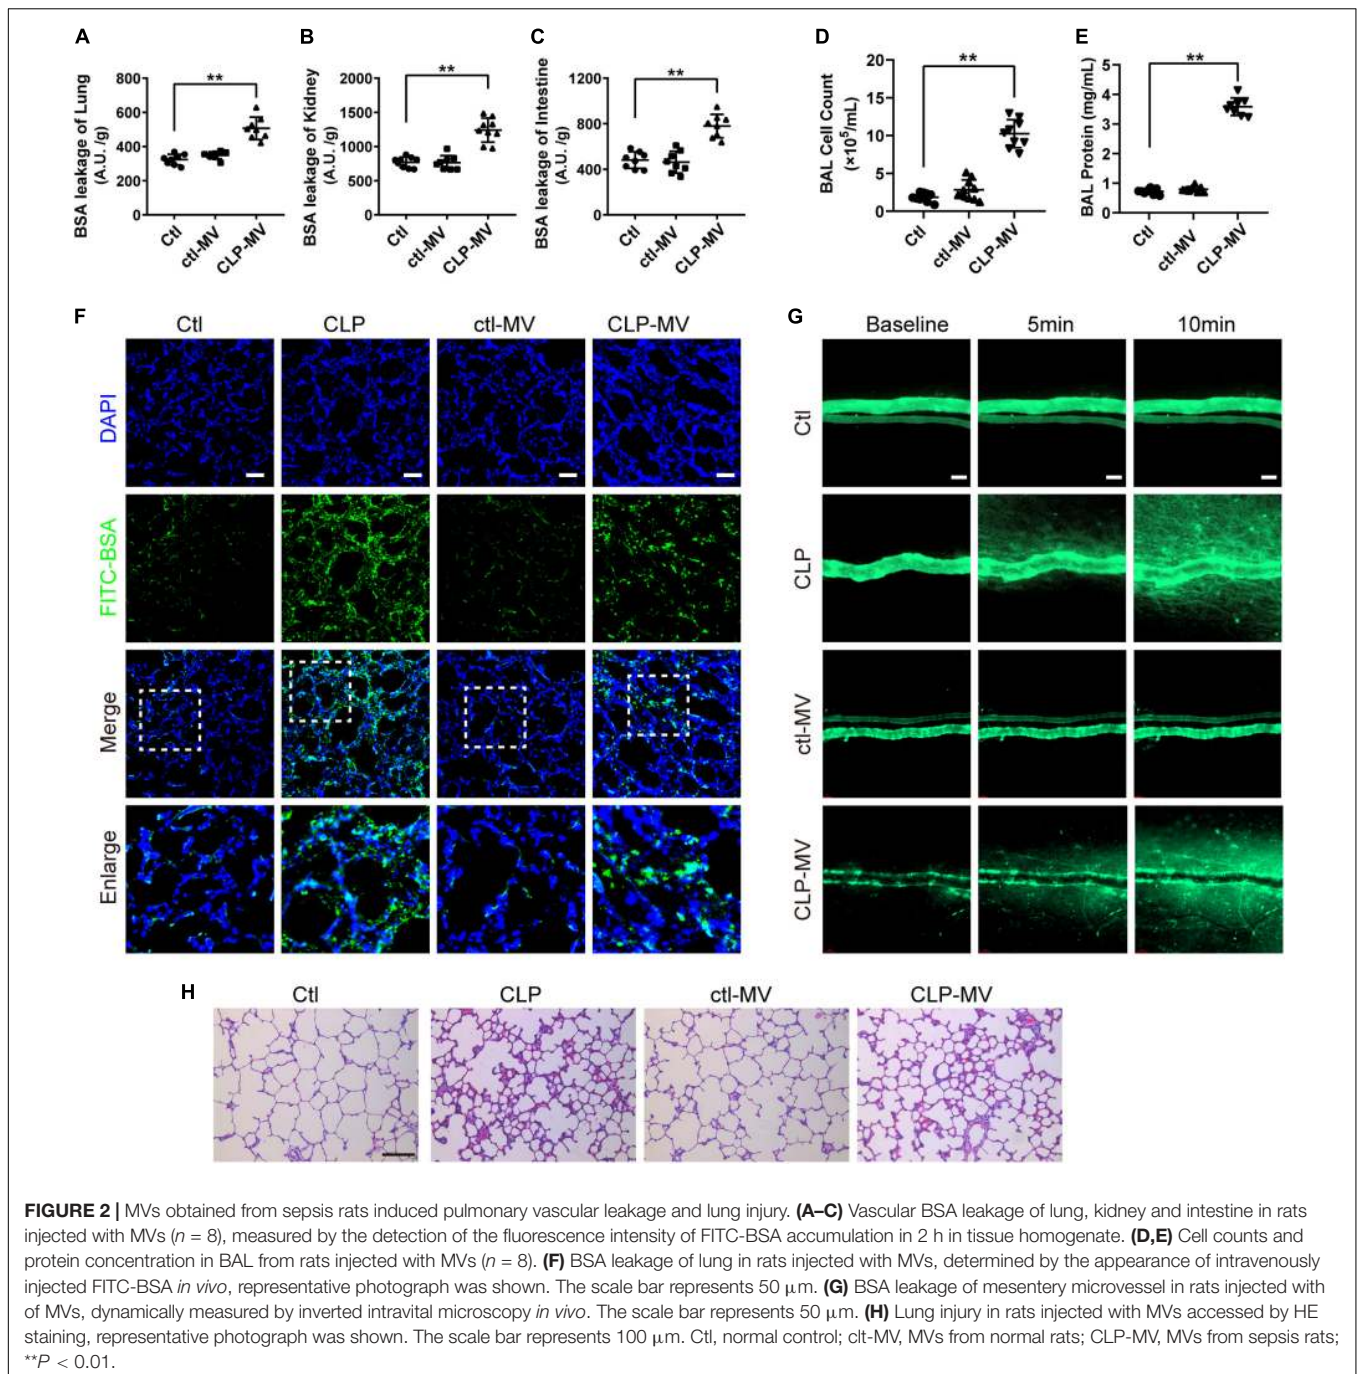 A
B
C
D
E
BSA leakage of Lung
(A.U. /g)
800
600
400
200
0
**
Ctl
ctl-MV
CLP-MV
BSA leakage of Kidney
(A.U. /g)
2000
1500
1000
500
0
**
Ctl
ctl-MV
CLP-MV
BSA leakage of Intestine
(A.U. /g)
1200
800
400
0
**
Ctl
ctl-MV
CLP-MV
BAL Cell Count
(×10⁵/mL)
20
15
10
5
0
**
Ctl
ctl-MV
CLP-MV
BAL Protein (mg/mL)
5
4
3
2
1
0
**
Ctl
ctl-MV
CLP-MV
F
Ctl
CLP
ctl-MV
CLP-MV
DAPI
FITC-BSA
Merge
Enlarge
G
Baseline
5min
10min
Ctl
CLP
ctl-MV
CLP-MV
H
Ctl
CLP
ctl-MV
CLP-MV
FIGURE 2 | MVs obtained from sepsis rats induced pulmonary vascular leakage and lung injury. (A–C) Vascular BSA leakage of lung, kidney and intestine in rats
injected with MVs (n = 8), measured by the detection of the fluorescence intensity of FITC-BSA accumulation in 2 h in tissue homogenate. (D,E) Cell counts and
protein concentration in BAL from rats injected with MVs (n = 8). (F) BSA leakage of lung in rats injected with MVs, determined by the appearance of intravenously
injected FITC-BSA in vivo, representative photograph was shown. The scale bar represents 50 μm. (G) BSA leakage of mesentery microvessel in rats injected with
of MVs, dynamically measured by inverted intravital microscopy in vivo. The scale bar represents 50 μm. (H) Lung injury in rats injected with MVs accessed by HE
staining, representative photograph was shown. The scale bar represents 100 μm. Ctl, normal control; clt-MV, MVs from normal rats; CLP-MV, MVs from sepsis rats;
**P < 0.01.